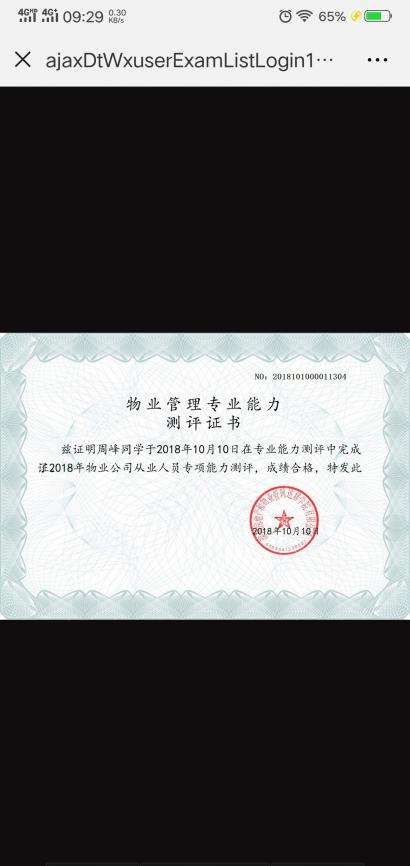 4G HD 4G+ 09:29 0.30 KB/s 65%
ajaxDtWxuserExamListLogin1···
NO：2018101000011304
物业管理专业能力
测评证书
兹证明周峰同学于2018年10月10日在专业能力测评中完成
2018年物业公司从业人员专项能力测评，成绩合格，特发此
证
2018年10月10日